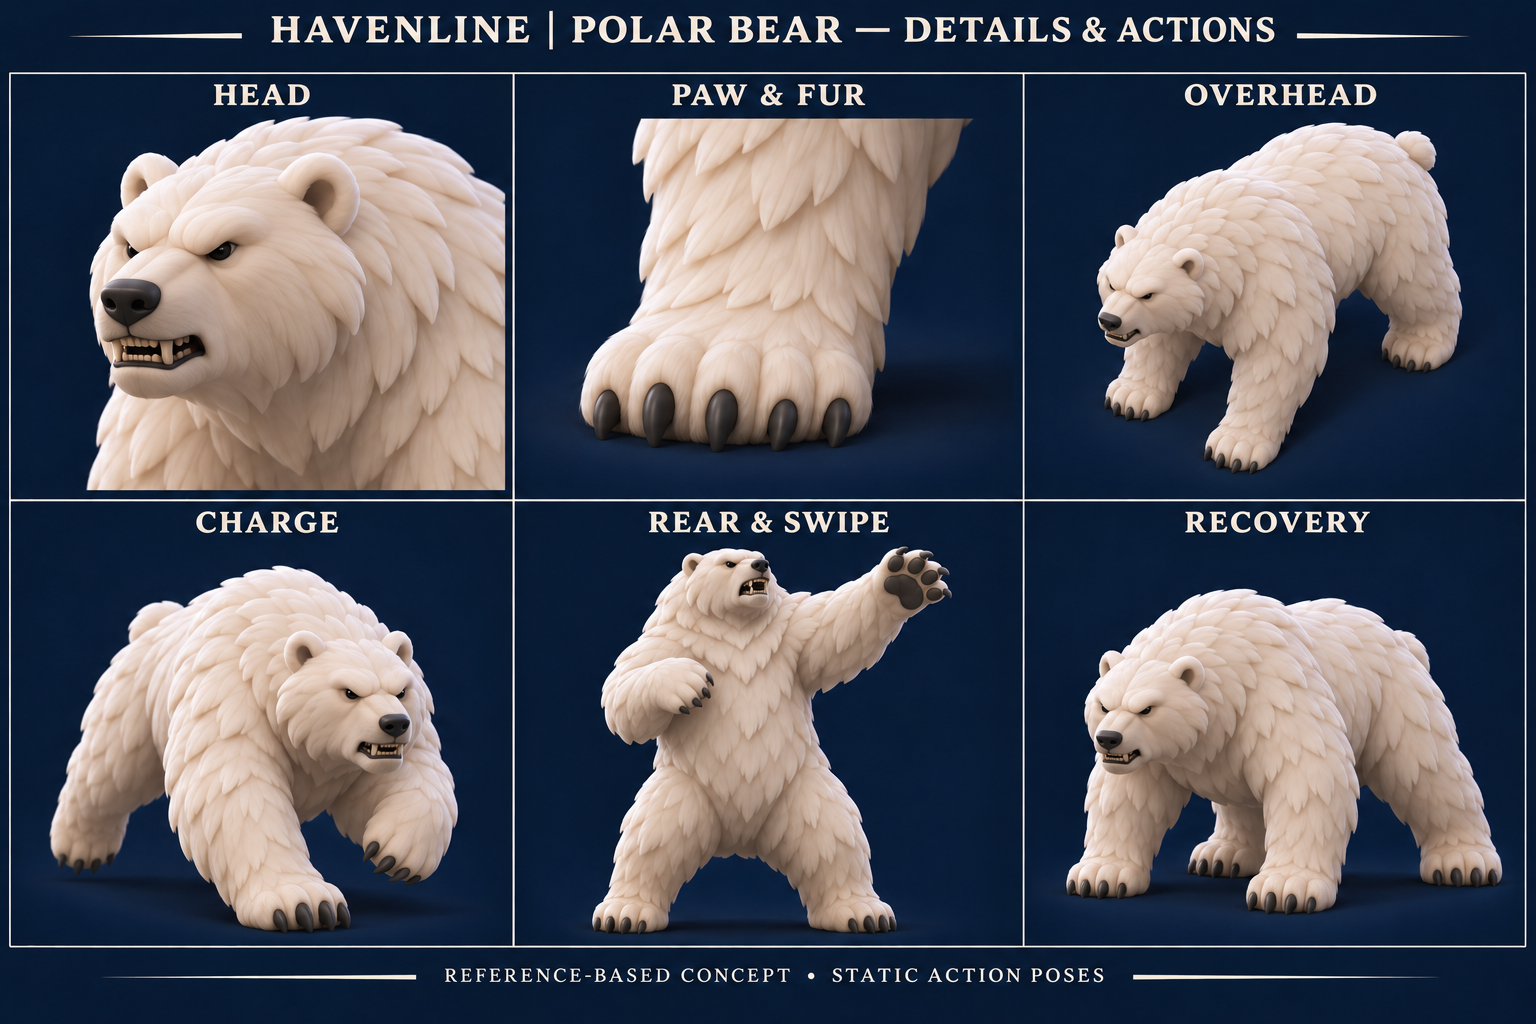 HAVENLINE | POLAR BEAR — DETAILS & ACTIONS
HEAD
PAW & FUR
OVERHEAD
CHARGE
REAR & SWIPE
RECOVERY
REFERENCE-BASED CONCEPT • STATIC ACTION POSES